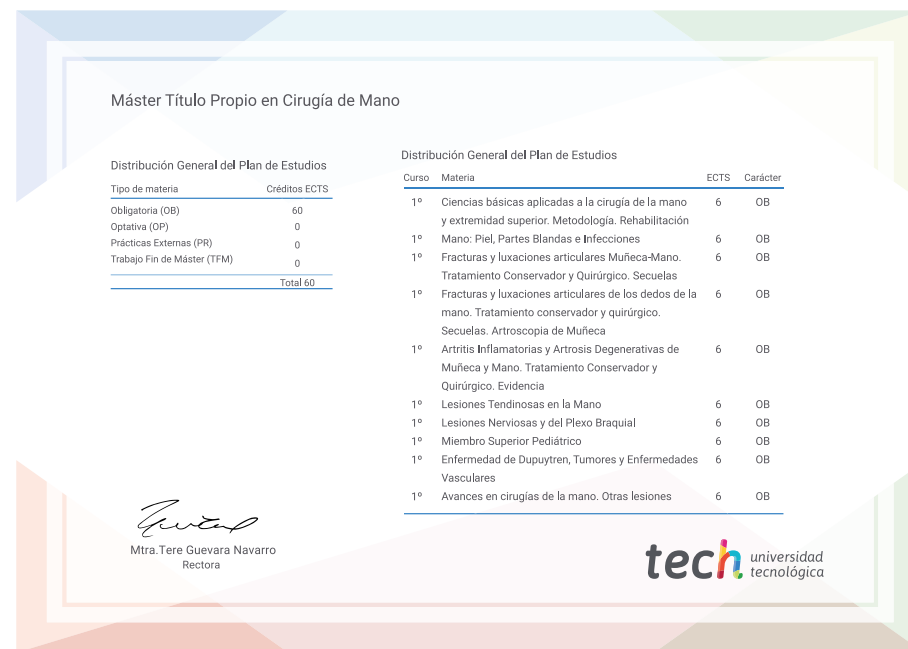 Máster Título Propio en Cirugía de Mano
Distribución General del Plan de Estudios
Tipo de materia Créditos ECTS
Obligatoria (OB) 60
Optativa (OP) 0
Prácticas Externas (PR) 0
Trabajo Fin de Máster (TFM) 0
Total 60
Distribución General del Plan de Estudios
Curso Materia ECTS Carácter
1º Ciencias básicas aplicadas a la cirugía de la mano 6 OB
y extremidad superior. Metodología. Rehabilitación
1º Mano: Piel, Partes Blandas e Infecciones 6 OB
1º Fracturas y luxaciones articulares Muñeca-Mano. 6 OB
Tratamiento Conservador y Quirúrgico. Secuelas
1º Fracturas y luxaciones articulares de los dedos de la 6 OB
mano. Tratamiento conservador y quirúrgico.
Secuelas. Artroscopia de Muñeca
1º Artritis Inflamatorias y Artrosis Degenerativas de 6 OB
Muñeca y Mano. Tratamiento Conservador y
Quirúrgico. Evidencia
1º Lesiones Tendinosas en la Mano 6 OB
1º Lesiones Nerviosas y del Plexo Braquial 6 OB
1º Miembro Superior Pediátrico 6 OB
1º Enfermedad de Dupuytren, Tumores y Enfermedades 6 OB
Vasculares
1º Avances en cirugías de la mano. Otras lesiones 6 OB
Mtra.Tere Guevara Navarro
Rectora
tech universidad
tecnológica